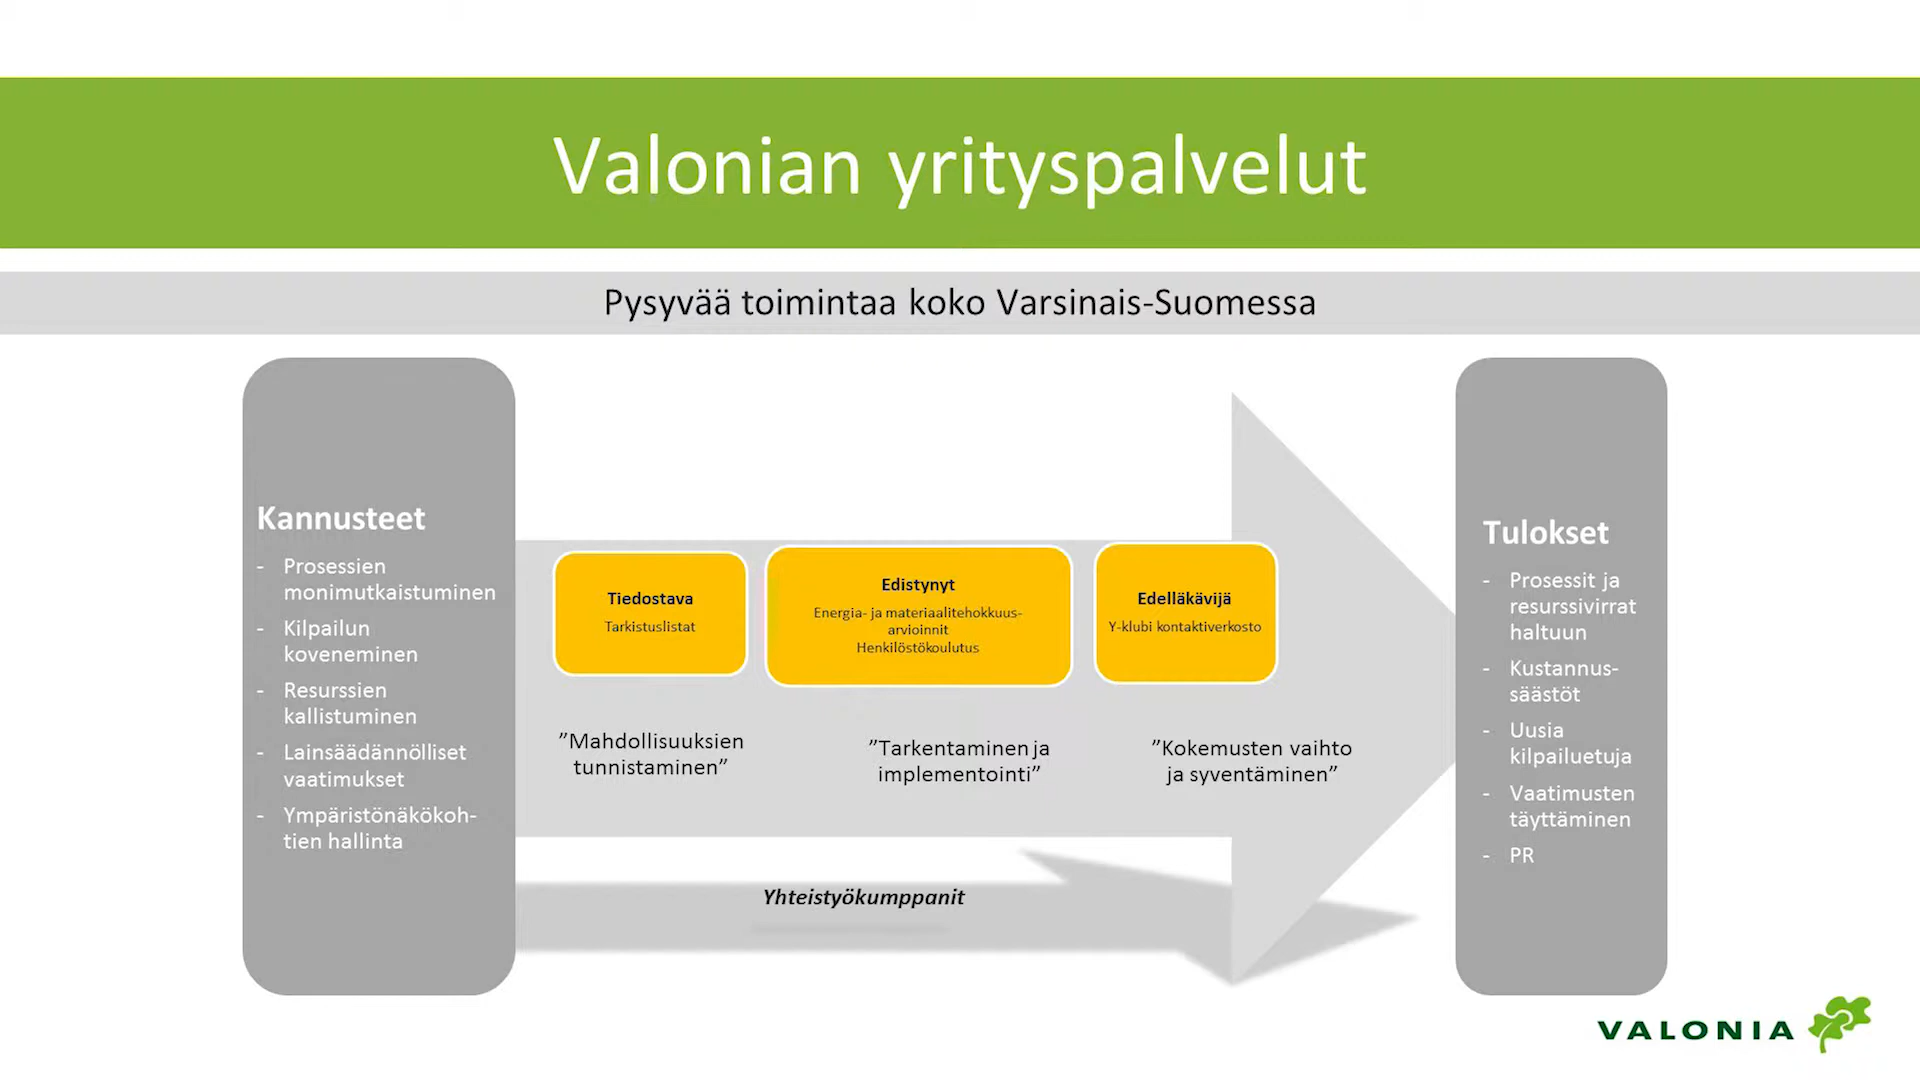 Valonian yrityspalvelut
Pysyvää toimintaa koko Varsinais-Suomessa
Kannusteet
- Prosessien
monimutkaistuminen
- Kilpailun
koveneminen
- Resurssien
kallistuminen
- Lainsäädännölliset
vaatimukset
- Ympäristönäkökoh-
tien hallinta
Tiedostava
Tarkistuslistat
Edistynyt
Energia- ja materiaalitehokkuus-
arvioinnit
Henkilöstökoulutus
Edelläkävijä
Y-klubi kontaktiverkosto
”Mahdollisuuksien
tunnistaminen”
”Tarkentaminen ja
implementointi”
”Kokemusten vaihto
ja syventäminen”
Yhteistyökumppanit
Tulokset
- Prosessit ja
resurssivirrat
haltuun
- Kustannus-
säästöt
- Uusia
kilpailuetuja
- Vaatimusten
täyttäminen
- PR
VALONIA